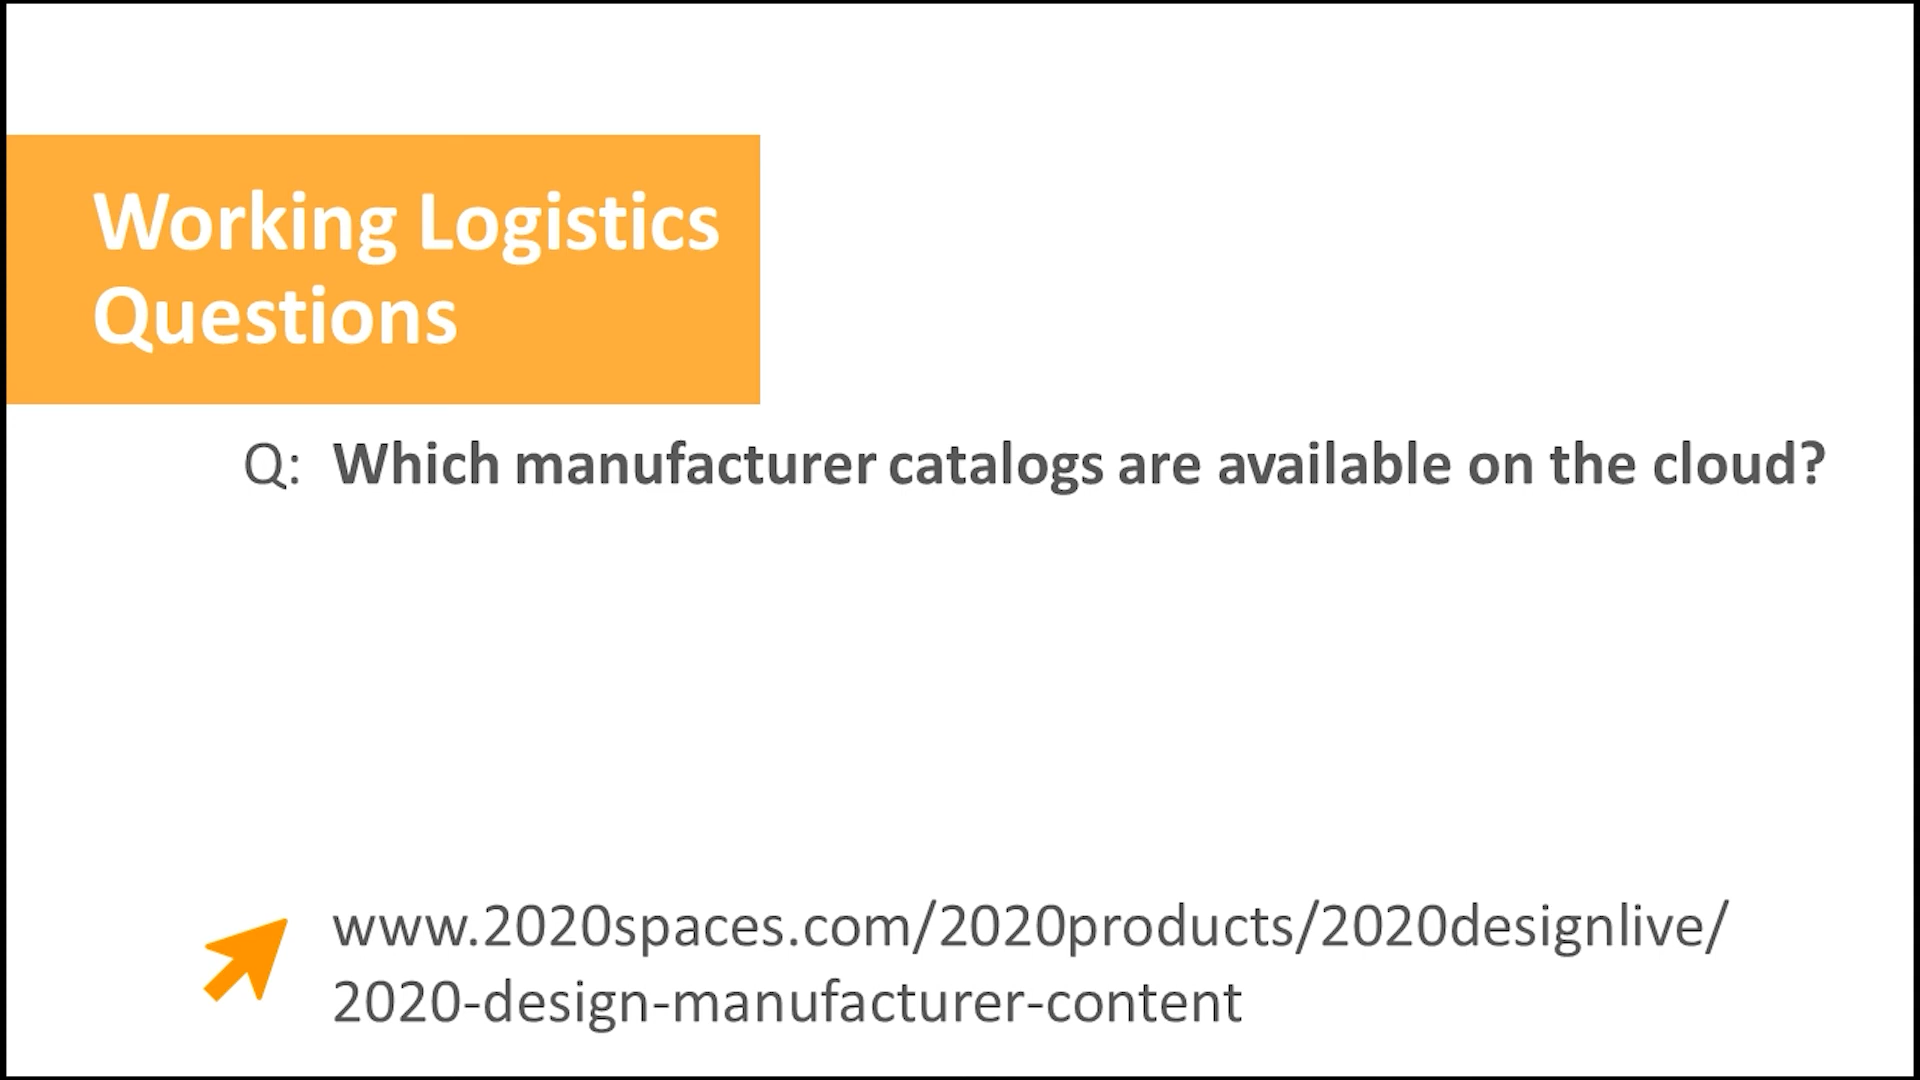 Working Logistics
Questions
Q: Which manufacturer catalogs are available on the cloud?
www.2020spaces.com/2020products/2020designlive/
2020-design-manufacturer-content